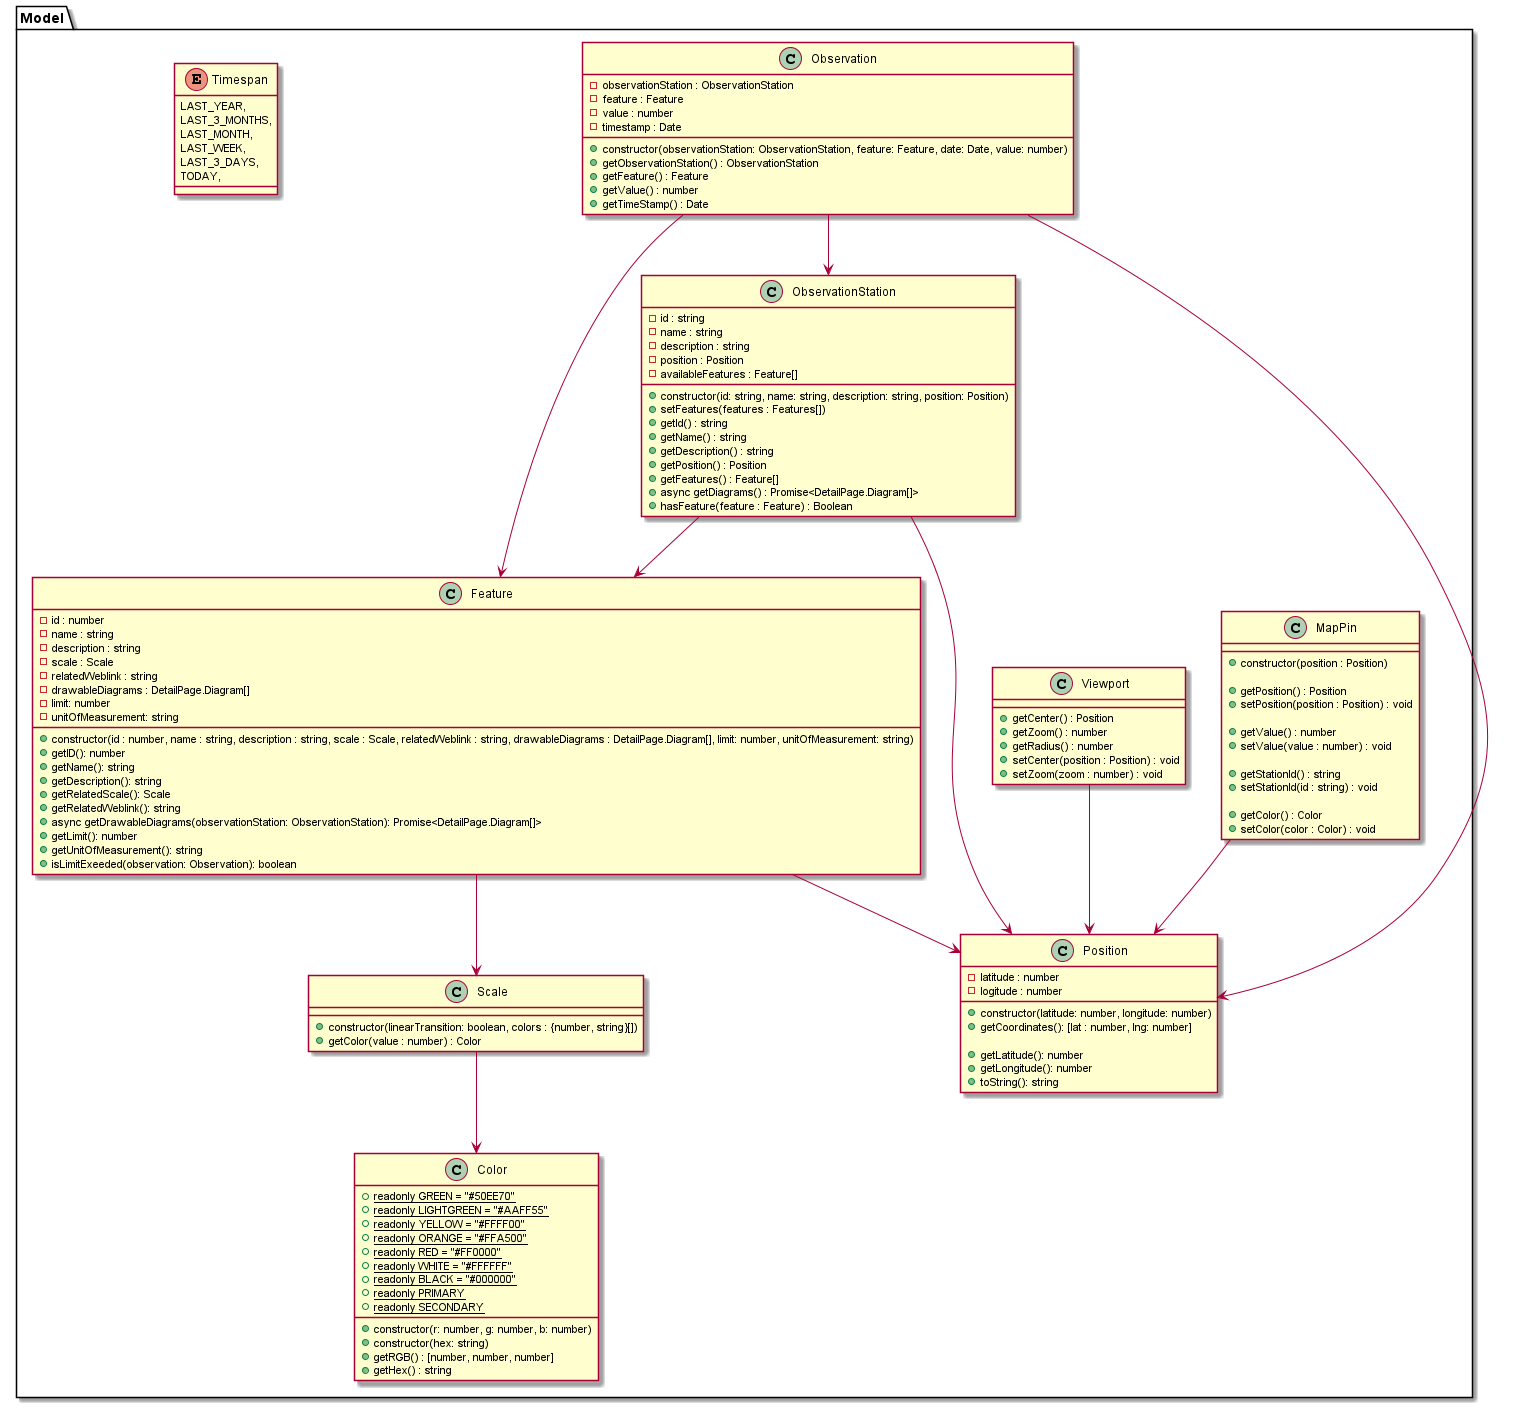 Model
E Timespan
LAST_YEAR,
LAST_3_MONTHS,
LAST_MONTH,
LAST_WEEK,
LAST_3_DAYS,
TODAY,
C Observation
observationStation : ObservationStation
feature : Feature
value : number
timestamp : Date
constructor(observationStation: ObservationStation, feature: Feature, date: Date, value: number)
getObservationStation() : ObservationStation
getFeature() : Feature
getValue() : number
getTimeStamp() : Date
C ObservationStation
id : string
name : string
description : string
position : Position
availableFeatures : Feature[]
constructor(id: string, name: string, description: string, position: Position)
setFeatures(features : Features[])
getId() : string
getName() : string
getDescription() : string
getPosition() : Position
getFeatures() : Feature[]
async getDiagrams() : Promise<DetailPage.Diagram[]>
hasFeature(feature : Feature) : Boolean
C Feature
id : number
name : string
description : string
scale : Scale
relatedWeblink : string
drawableDiagrams : DetailPage.Diagram[]
limit: number
unitOfMeasurement: string
constructor(id : number, name : string, description : string, scale : Scale, relatedWeblink : string, drawableDiagrams : DetailPage.Diagram[], limit: number, unitOfMeasurement: string)
getID(): number
getName(): string
getDescription(): string
getRelatedScale(): Scale
getRelatedWeblink(): string
async getDrawableDiagrams(observationStation: ObservationStation): Promise<DetailPage.Diagram[]>
getLimit(): number
getUnitOfMeasurement(): string
isLimitExeeded(observation: Observation): boolean
C Viewport
getCenter() : Position
getZoom() : number
getRadius() : number
setCenter(position : Position) : void
setZoom(zoom : number) : void
C MapPin
constructor(position : Position)
getPosition() : Position
setPosition(position : Position) : void
getValue() : number
setValue(value : number) : void
getStationId() : string
setStationId(id : string) : void
getColor() : Color
setColor(color : Color) : void
C Scale
constructor(linearTransition: boolean, colors : {number, string}[])
getColor(value : number) : Color
C Position
latitude : number
logitude : number
constructor(latitude: number, longitude: number)
getCoordinates(): [lat : number, lng: number]
getLatitude(): number
getLongitude(): number
toString(): string
C Color
readonly GREEN = "#50EE70"
readonly LIGHTGREEN = "#AAFF55"
readonly YELLOW = "#FFFF00"
readonly ORANGE = "#FFA500"
readonly RED = "#FF0000"
readonly WHITE = "#FFFFFF"
readonly BLACK = "#000000"
readonly PRIMARY
readonly SECONDARY
constructor(r: number, g: number, b: number)
constructor(hex: string)
getRGB() : [number, number, number]
getHex() : string